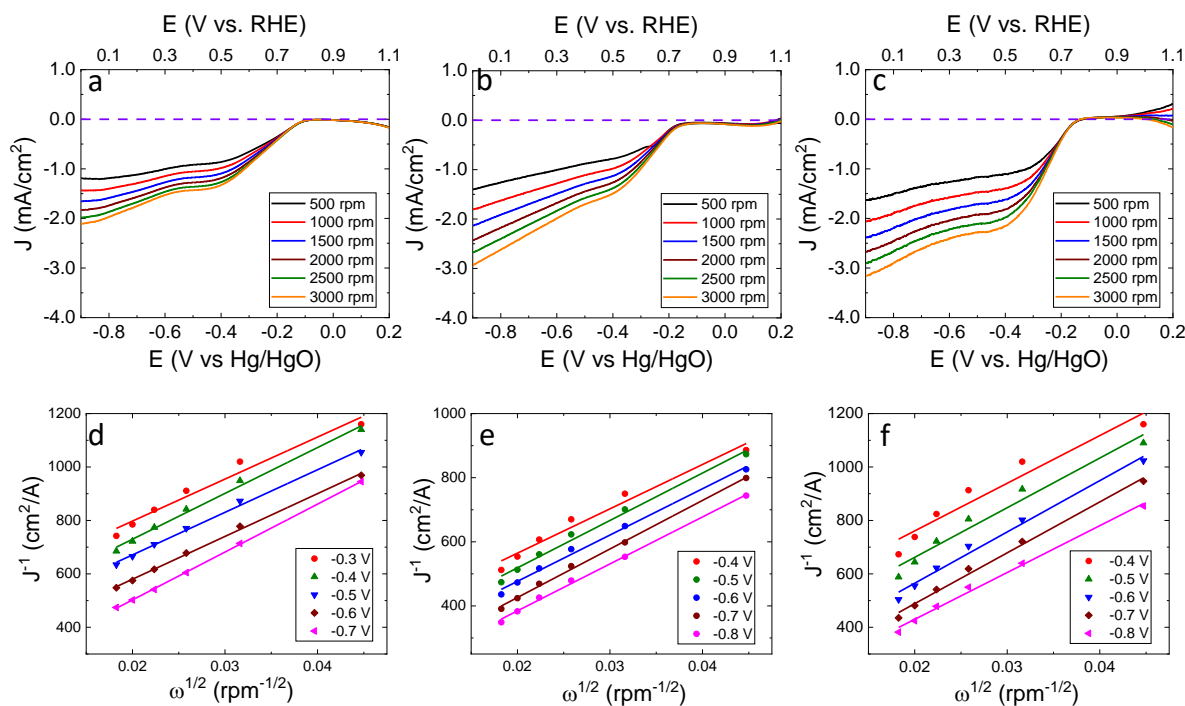 E (V vs. RHE)
0.1 0.3 0.5 0.7 0.9 1.1
a
1.0
0.0
-1.0
-2.0
-3.0
-4.0
J (mA/cm²)
500 rpm
1000 rpm
1500 rpm
2000 rpm
2500 rpm
3000 rpm
-0.8 -0.6 -0.4 -0.2 0.0 0.2
E (V vs Hg/HgO)
E (V vs. RHE)
0.1 0.3 0.5 0.7 0.9 1.1
b
1.0
0.0
-1.0
-2.0
-3.0
-4.0
J (mA/cm²)
500 rpm
1000 rpm
1500 rpm
2000 rpm
2500 rpm
3000 rpm
-0.8 -0.6 -0.4 -0.2 0.0 0.2
E (V vs Hg/HgO)
E (V vs. RHE)
0.1 0.3 0.5 0.7 0.9 1.1
c
1.0
0.0
-1.0
-2.0
-3.0
-4.0
J (mA/cm²)
500 rpm
1000 rpm
1500 rpm
2000 rpm
2500 rpm
3000 rpm
-0.8 -0.6 -0.4 -0.2 0.0 0.2
E (V vs. Hg/HgO)
d
1200
1000
800
600
400
J⁻¹ (cm²/A)
-0.3 V
-0.4 V
-0.5 V
-0.6 V
-0.7 V
0.02 0.03 0.04
ω¹/² (rpm⁻¹/²)
e
1000
800
600
400
J⁻¹ (cm²/A)
-0.4 V
-0.5 V
-0.6 V
-0.7 V
-0.8 V
0.02 0.03 0.04
ω¹/² (rpm⁻¹/²)
f
1200
1000
800
600
400
J⁻¹ (cm²/A)
-0.4 V
-0.5 V
-0.6 V
-0.7 V
-0.8 V
0.02 0.03 0.04
ω¹/² (rpm⁻¹/²)